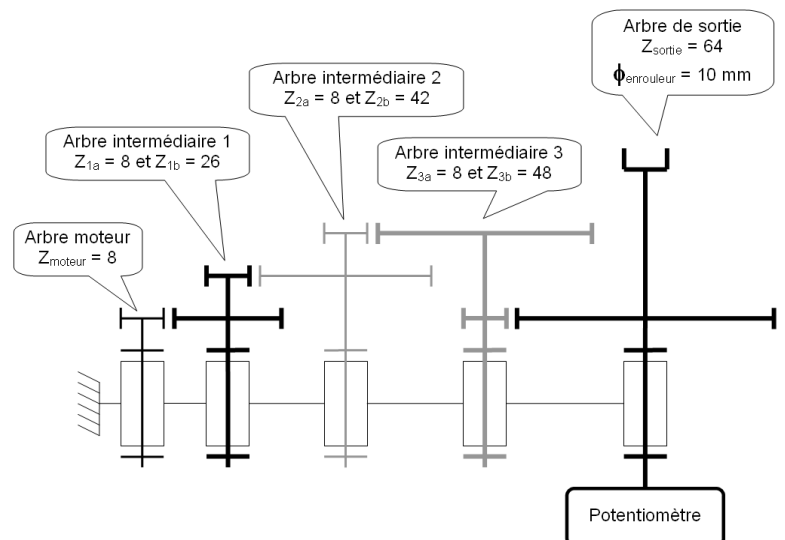 Arbre de sortie
Zsortie = 64
ϕenrouleur = 10 mm
Arbre intermédiaire 2
Z2a = 8 et Z2b = 42
Arbre intermédiaire 1
Z1a = 8 et Z1b = 26
Arbre intermédiaire 3
Z3a = 8 et Z3b = 48
Arbre moteur
Zmoteur = 8
Potentiomètre